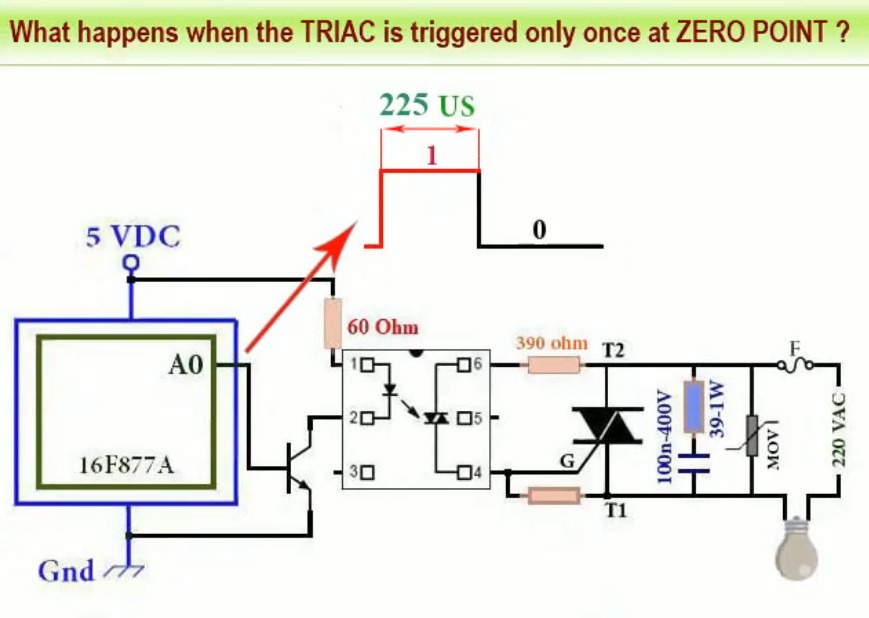 What happens when the TRIAC is triggered only once at ZERO POINT ?
225 US
1
0
5 VDC
60 Ohm
A0
16F877A
Gnd
1
2
3
6
5
4
390 ohm
T2
G
T1
100n-400V
39-1W
MOV
F
220 VAC